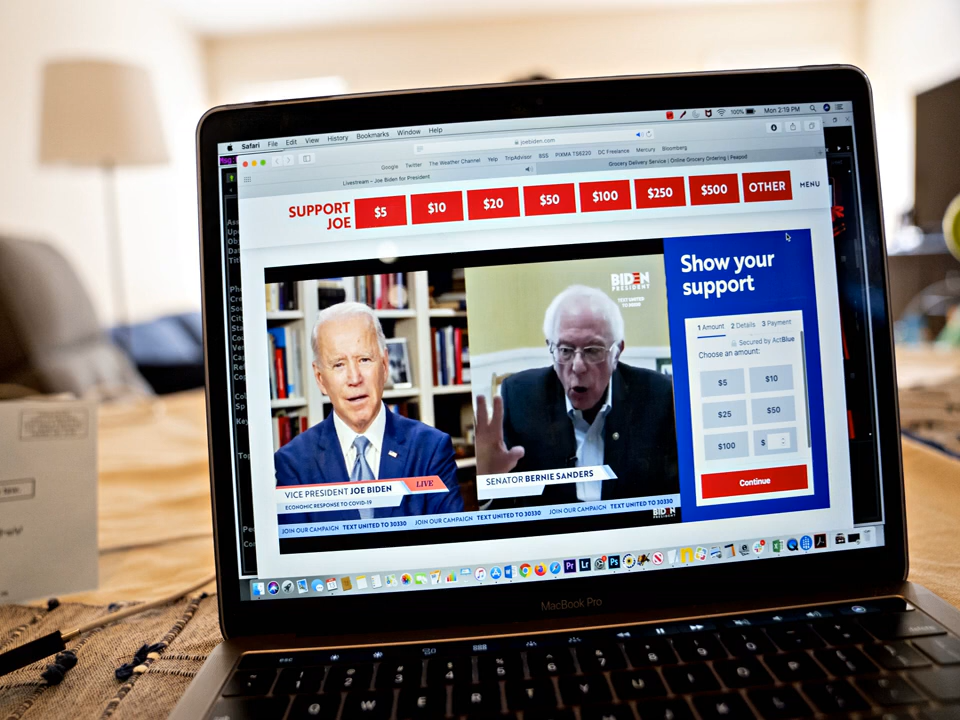 Safari File Edit View History Bookmarks Window Help
100% Mon 2:19 PM
joebiden.com
Google Twitter The Weather Channel Yelp TripAdvisor BSS PIXMA TS6220 DC Freelance Mercury Bloomberg
Livestream – Joe Biden for President
Grocery Delivery Service | Online Grocery Ordering | Peapod
SUPPORT
JOE
$5 $10 $20 $50 $100 $250 $500 OTHER MENU
BIDEN
PRESIDENT
TEXT UNITED
TO 30330
VICE PRESIDENT JOE BIDEN LIVE
ECONOMIC RESPONSE TO COVID-19
SENATOR BERNIE SANDERS
JOIN OUR CAMPAIGN TEXT UNITED TO 30330 JOIN OUR CAMPAIGN TEXT UNITED TO 30330 JOIN OUR CAMPAIGN TEXT UNITED TO 30330
BIDEN
PRESIDENT
Show your
support
1 Amount 2 Details 3 Payment
Secured by ActBlue
Choose an amount:
$5 $10
$25 $50
$100 $
Continue
Pr Lr Ps
MacBook Pro
esc